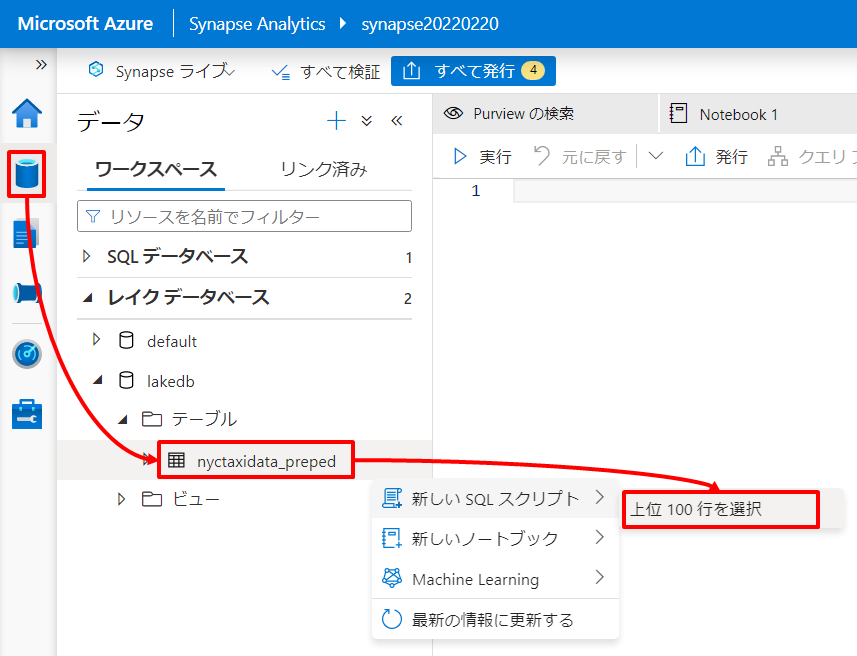 Microsoft Azure Synapse Analytics synapse20220220
Synapse ライブ すべて検証 すべて発行 4
データ
Purview の検索 Notebook 1
ワークスペース リンク済み
実行 元に戻す 発行 クエリ
リソースを名前でフィルター
1
SQL データベース 1
レイク データベース 2
default
lakedb
テーブル
nyctaxidata_preped
ビュー
新しい SQL スクリプト
上位 100 行を選択
新しいノートブック
Machine Learning
最新の情報に更新する